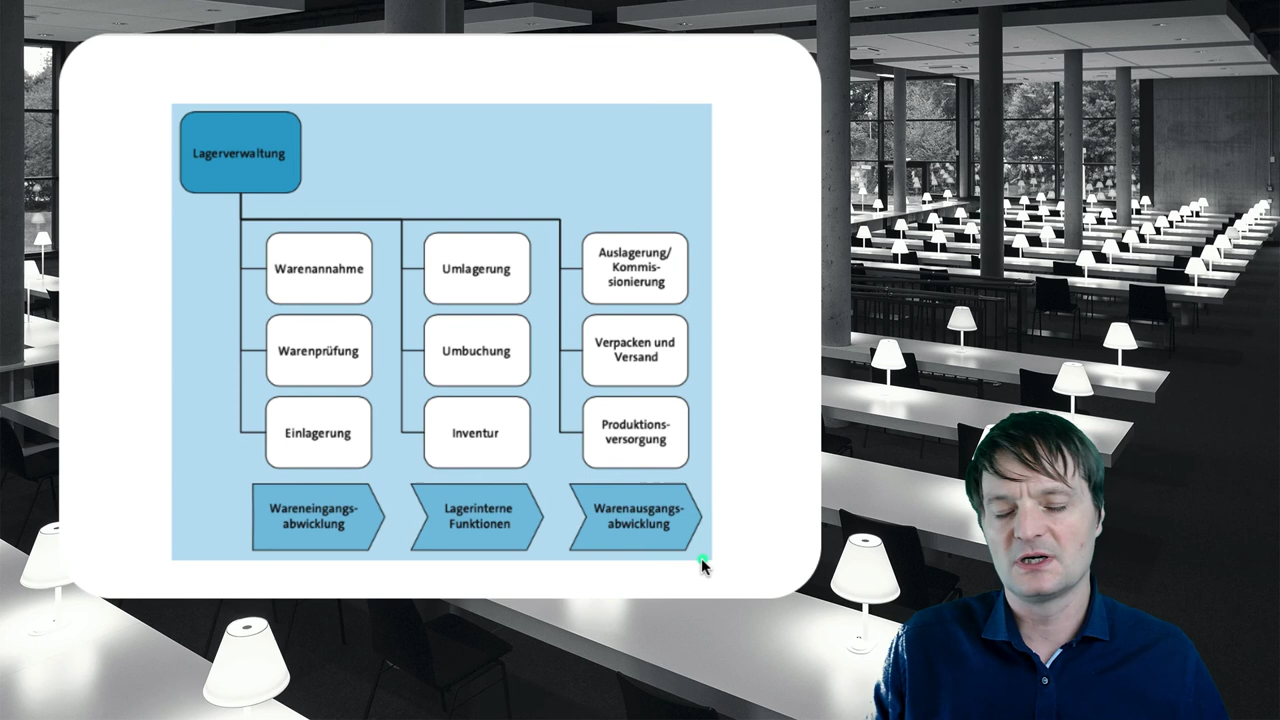 Lagerverwaltung
Warenannahme
Warenprüfung
Einlagerung
Wareneingangs-
abwicklung
Umlagerung
Umbuchung
Inventur
Lagerinterne
Funktionen
Auslagerung/
Kommis-
sionierung
Verpacken und
Versand
Produktions-
versorgung
Warenausgangs-
abwicklung